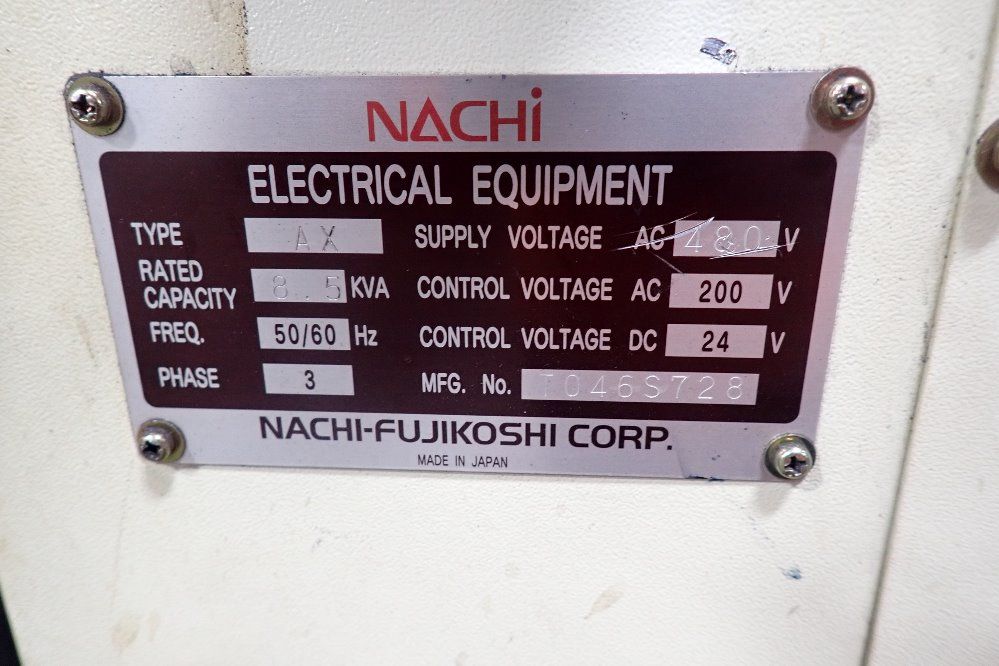 NACHi
ELECTRICAL EQUIPMENT
TYPE AX SUPPLY VOLTAGE AC 480 V
RATED CAPACITY 8.5 KVA CONTROL VOLTAGE AC 200 V
FREQ. 50/60 Hz CONTROL VOLTAGE DC 24 V
PHASE 3 MFG. No. T046S728
NACHI-FUJIKOSHI CORP.
MADE IN JAPAN